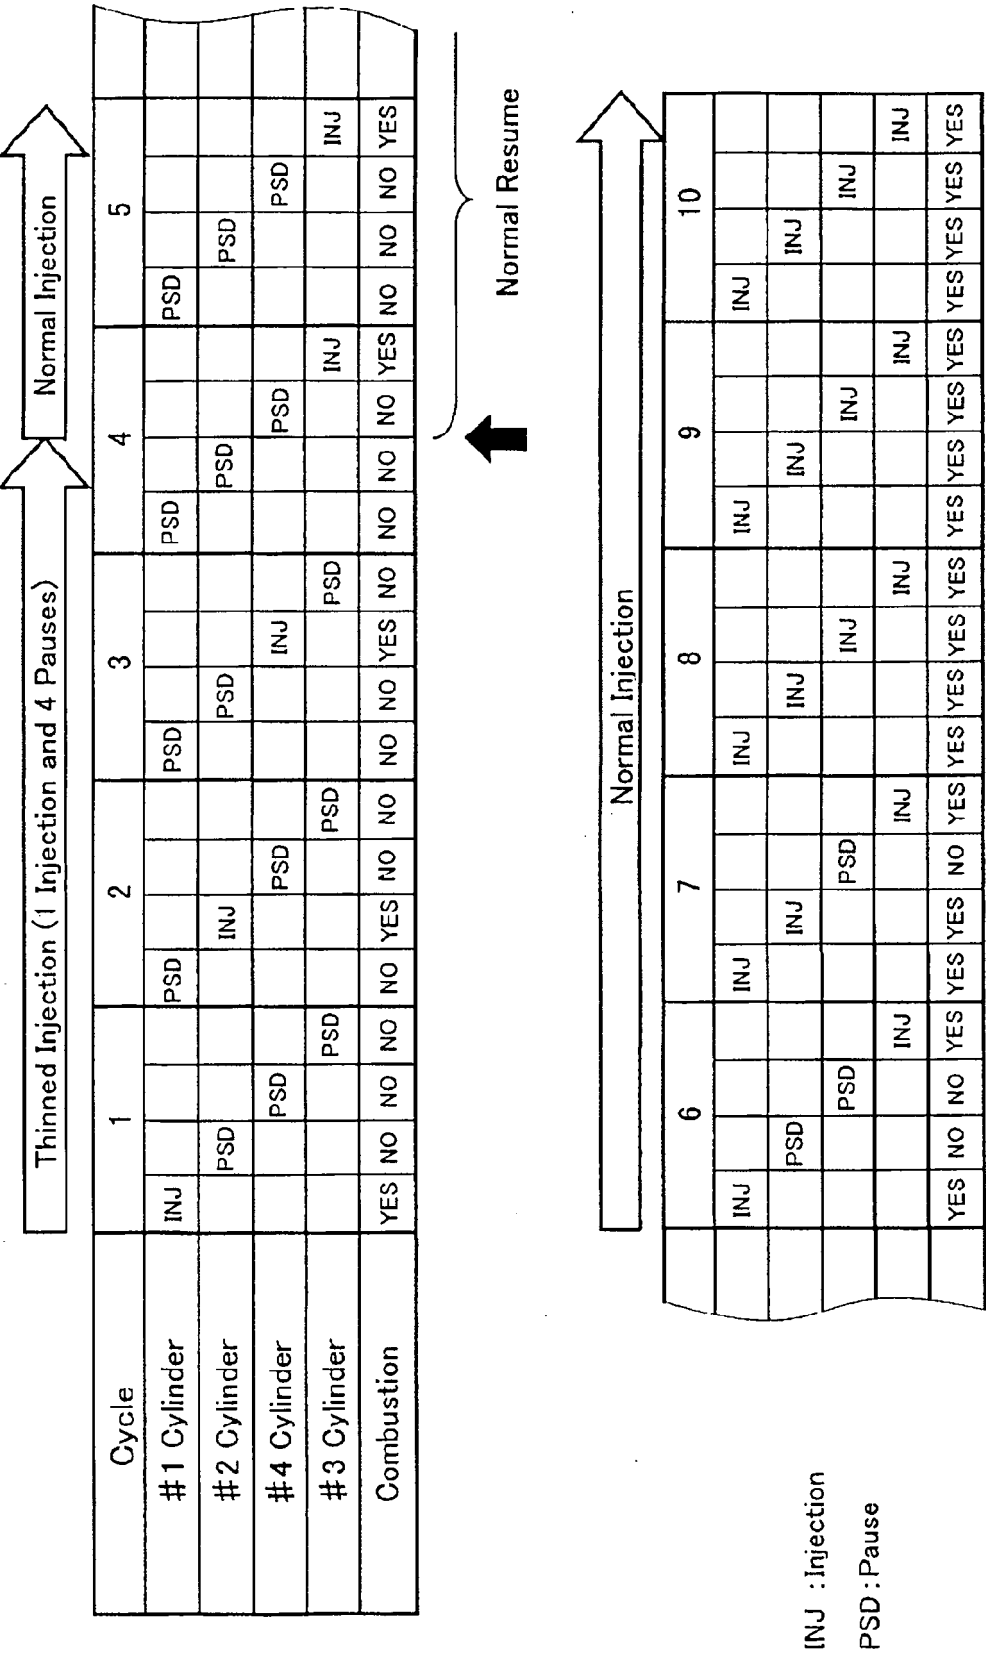 Thinned Injection (1 Injection and 4 Pauses) Normal Injection
Cycle 1 2 3 4 5
#1 Cylinder INJ PSD PSD PSD PSD
#2 Cylinder PSD INJ PSD PSD PSD
#4 Cylinder PSD PSD INJ PSD PSD
#3 Cylinder PSD PSD PSD INJ INJ
Combustion YES NO NO NO NO YES NO NO NO NO YES NO NO NO NO YES NO NO NO YES
Normal Resume
Normal Injection
6 7 8 9 10
INJ INJ INJ INJ INJ
PSD INJ INJ INJ INJ
PSD PSD INJ INJ INJ
INJ INJ INJ INJ INJ
YES NO NO YES YES YES NO YES YES YES YES YES YES YES YES YES YES YES YES YES
INJ : Injection
PSD : Pause